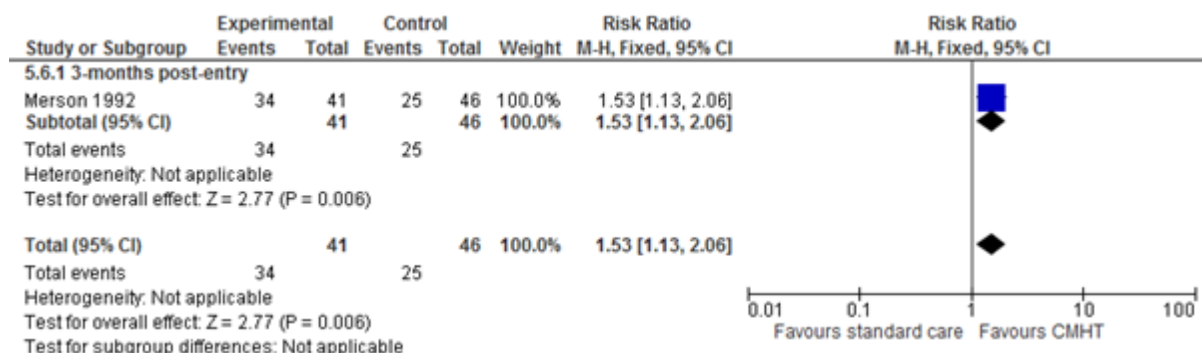 Experimental Control Risk Ratio Risk Ratio
Study or Subgroup Events Total Events Total Weight M-H, Fixed, 95% CI M-H, Fixed, 95% CI
5.6.1 3-months post-entry
Merson 1992 34 41 25 46 100.0% 1.53 [1.13, 2.06]
Subtotal (95% CI) 41 46 100.0% 1.53 [1.13, 2.06]
Total events 34 25
Heterogeneity: Not applicable
Test for overall effect: Z = 2.77 (P = 0.006)
Total (95% CI) 41 46 100.0% 1.53 [1.13, 2.06]
Total events 34 25
Heterogeneity: Not applicable
Test for overall effect: Z = 2.77 (P = 0.006)
Test for subgroup differences: Not applicable
0.01 0.1 1 10 100
Favours standard care Favours CMHT